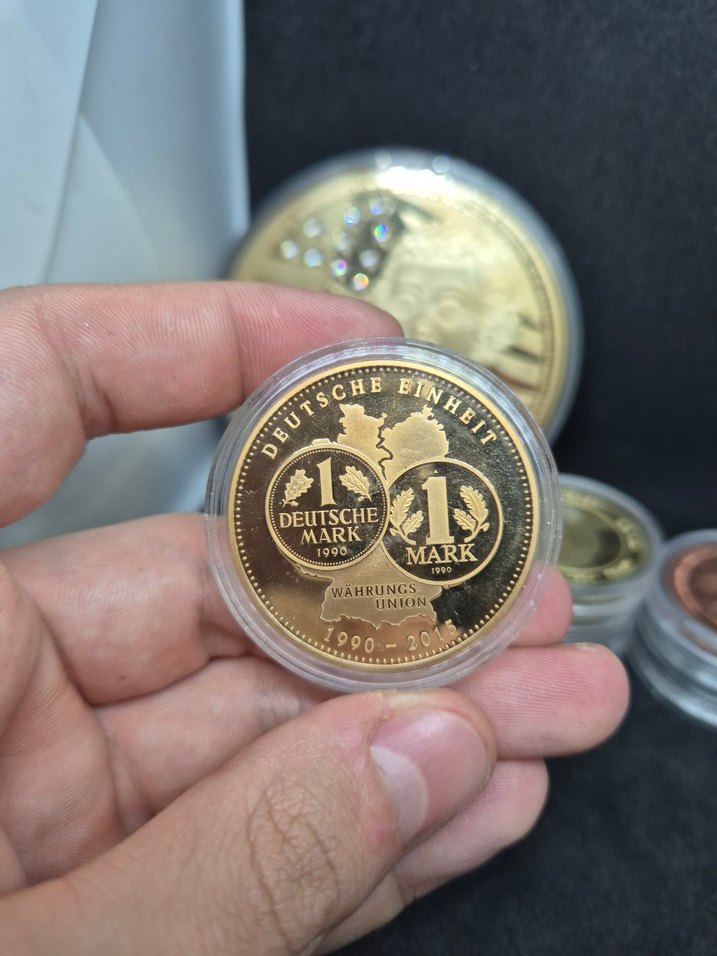 DEUTSCHE EINHEIT
1
DEUTSCHE
MARK
1990
1
MARK
1990
WÄHRUNGS-
UNION
1990 – 2015